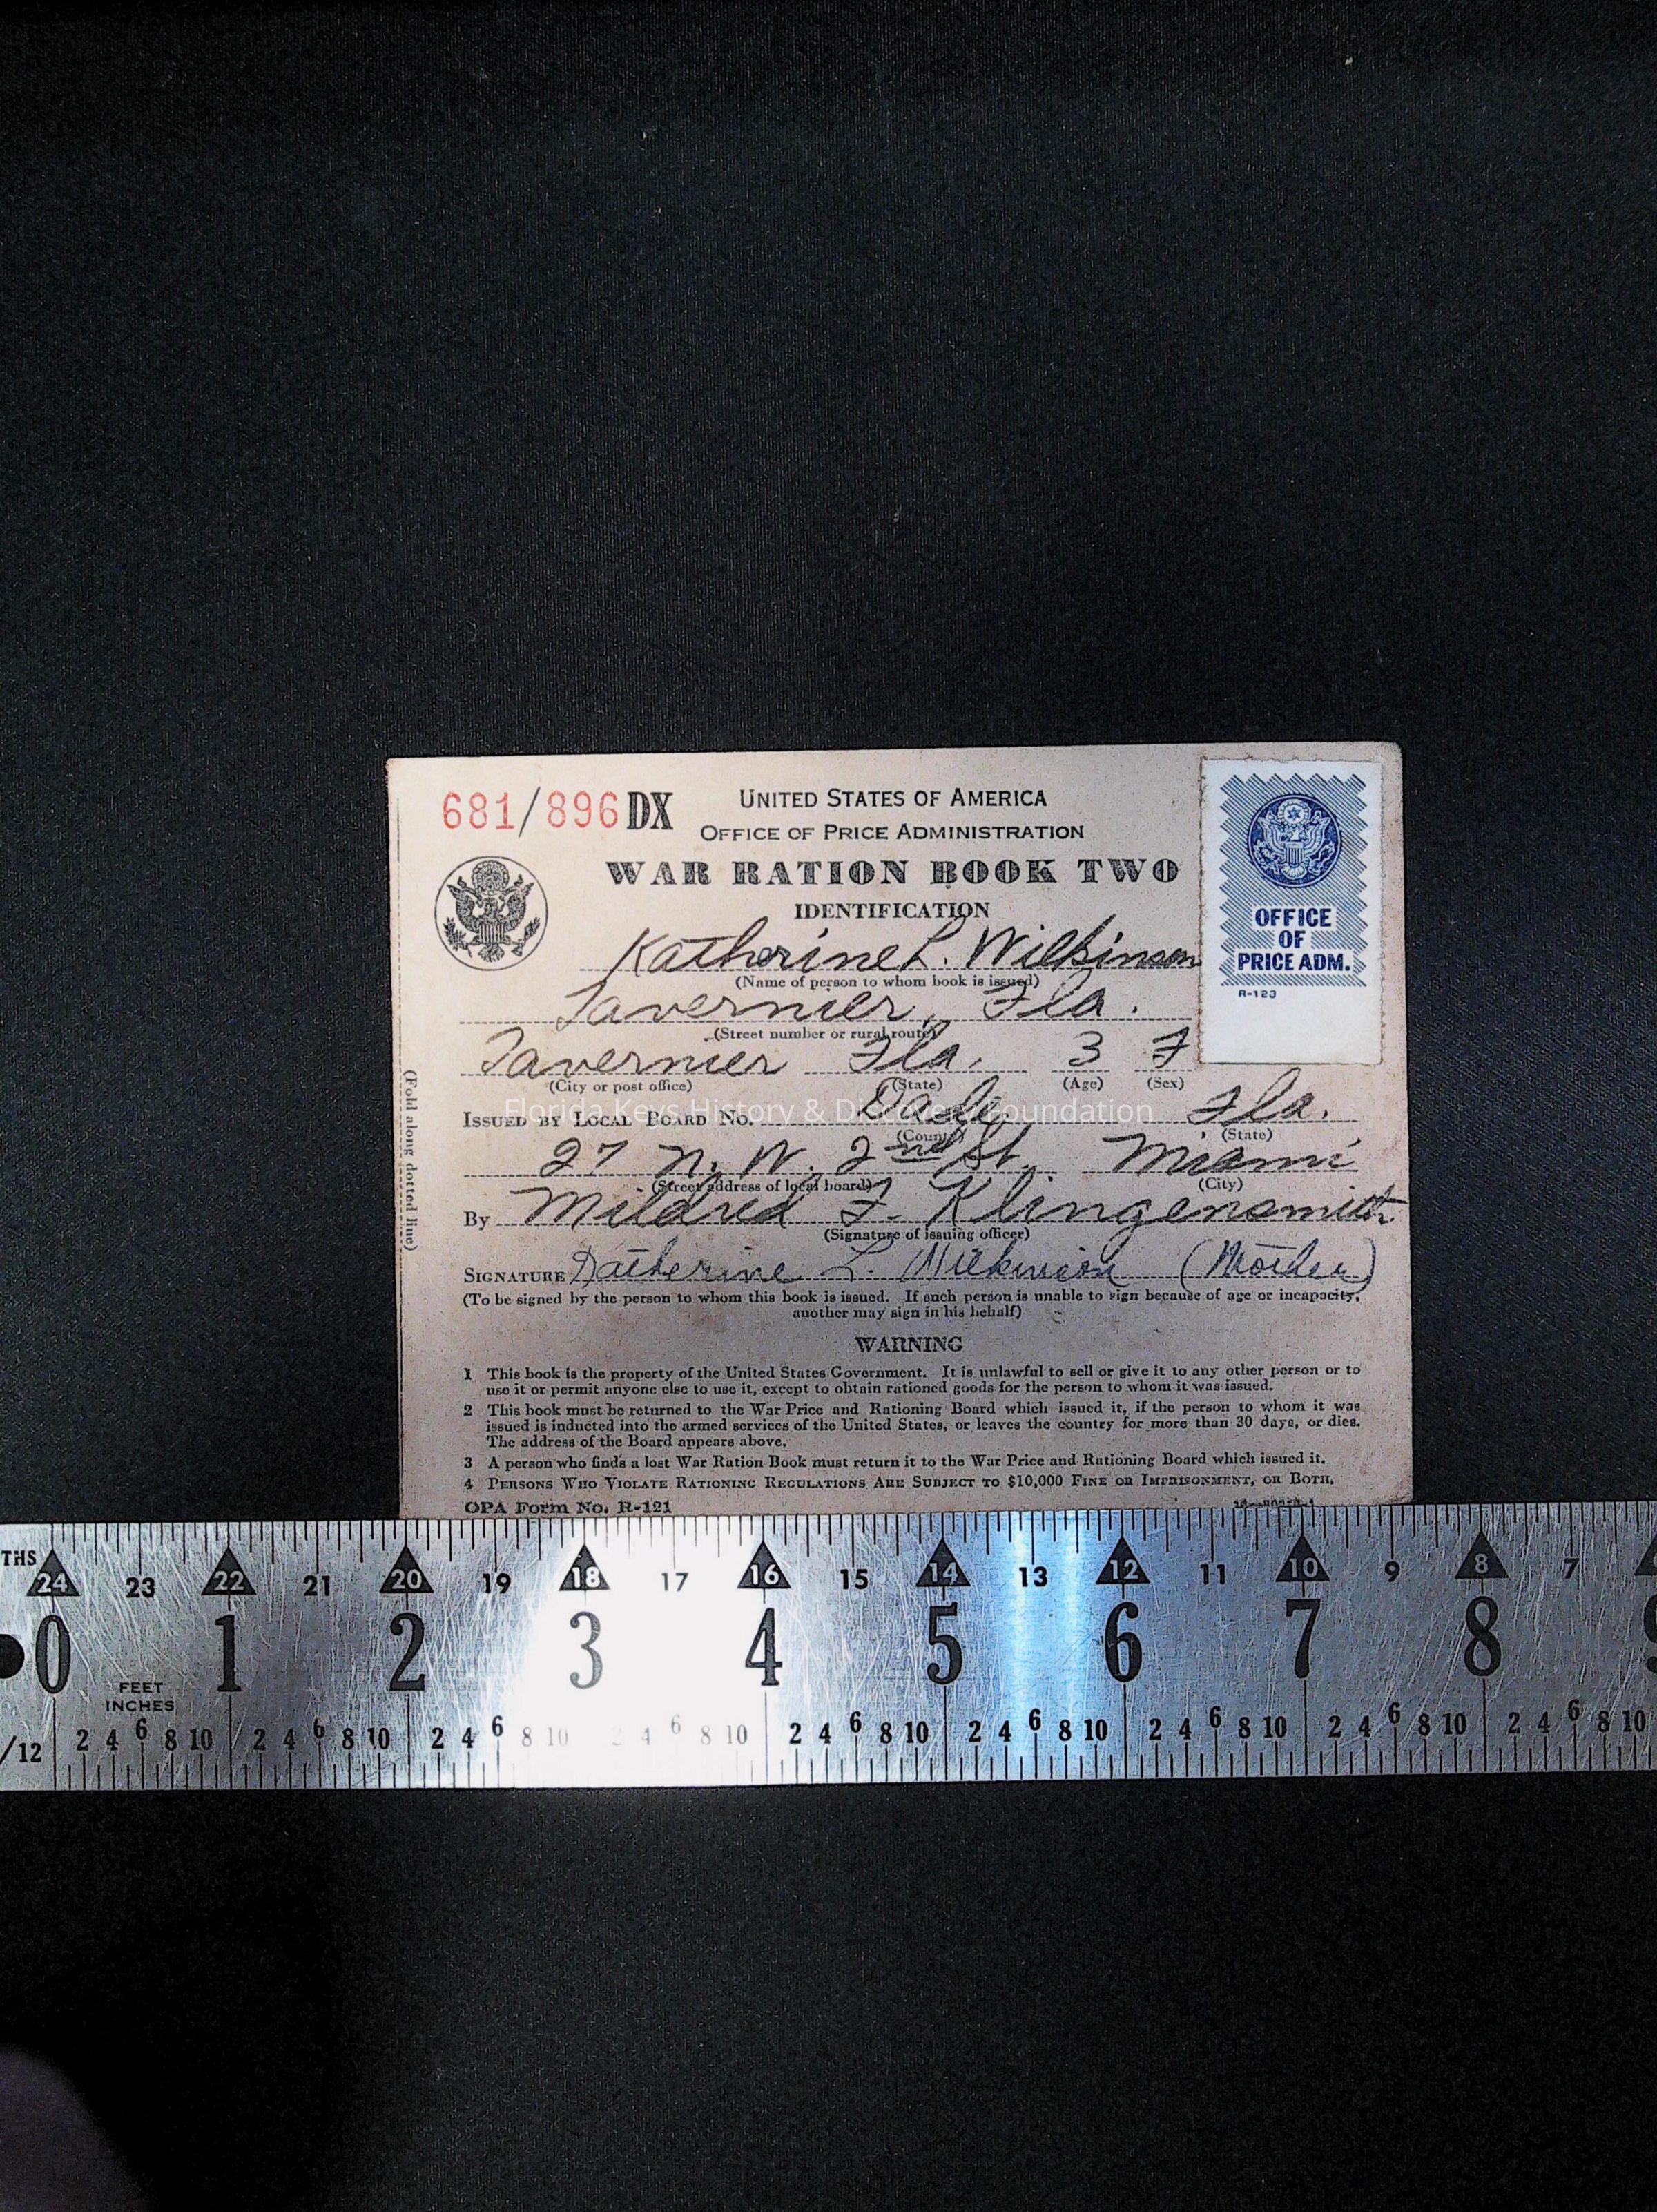 681/896 DX
UNITED STATES OF AMERICA
OFFICE OF PRICE ADMINISTRATION
WAR RATION BOOK TWO
IDENTIFICATION
OFFICE
OF
PRICE ADM.
R-123
Katherine L. Wilkinson
(Name of person to whom book is issued)
Tavernier, Fla.
(Street number or rural route)
Tavernier Fla. 3 F
(City or post office) (State) (Age) (Sex)
ISSUED BY LOCAL BOARD NO. Dade Fla.
(County) (State)
Florida Keys History & Discovery Foundation
27 N. W. 2nd St. Miami
(Street address of local board) (City)
By Mildred F. Klingensmith
(Signature of issuing officer)
SIGNATURE Katherine L. Wilkinson (Mother)
(To be signed by the person to whom this book is issued. If such person is unable to sign because of age or incapacity,
another may sign in his behalf)
WARNING
1 This book is the property of the United States Government. It is unlawful to sell or give it to any other person or to
use it or permit anyone else to use it, except to obtain rationed goods for the person to whom it was issued.
2 This book must be returned to the War Price and Rationing Board which issued it, if the person to whom it was
issued is inducted into the armed services of the United States, or leaves the country for more than 30 days, or dies.
The address of the Board appears above.
3 A person who finds a lost War Ration Book must return it to the War Price and Rationing Board which issued it.
4 PERSONS WHO VIOLATE RATIONING REGULATIONS ARE SUBJECT TO $10,000 FINE OR IMPRISONMENT, OR BOTH.
OPA Form No. R-121
(Fold along dotted line)
THS 24 23 22 21 20 19 18 17 16 15 14 13 12 11 10 9 8 7
0 1 2 3 4 5 6 7 8 9
FEET
INCHES
/12 2 4 6 8 10 2 4 6 8 10 2 4 6 8 10 2 4 6 8 10 2 4 6 8 10 2 4 6 8 10 2 4 6 8 10 2 4 6 8 10 2 4 6 8 10